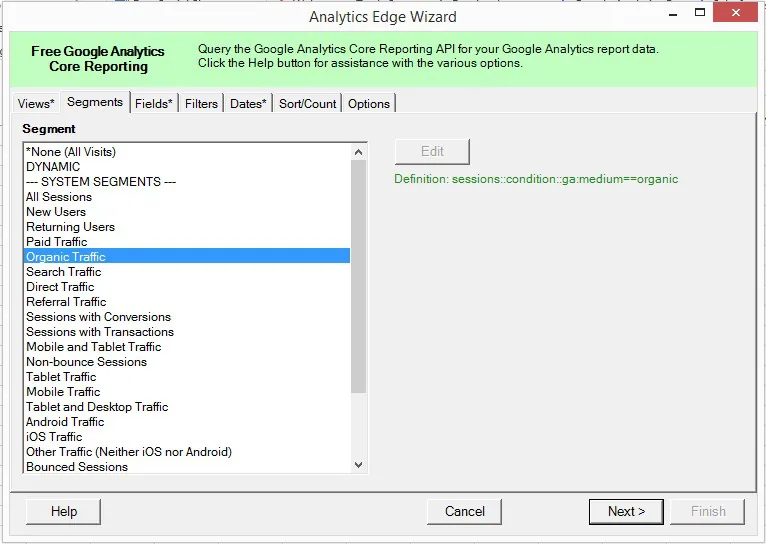 Analytics Edge Wizard
Free Google Analytics
Core Reporting
Query the Google Analytics Core Reporting API for your Google Analytics report data.
Click the Help button for assistance with the various options.
Views* Segments Fields* Filters Dates* Sort/Count Options
Segment
*None (All Visits)
DYNAMIC
--- SYSTEM SEGMENTS ---
All Sessions
New Users
Returning Users
Paid Traffic
Organic Traffic
Search Traffic
Direct Traffic
Referral Traffic
Sessions with Conversions
Sessions with Transactions
Mobile and Tablet Traffic
Non-bounce Sessions
Tablet Traffic
Mobile Traffic
Tablet and Desktop Traffic
Android Traffic
iOS Traffic
Other Traffic (Neither iOS nor Android)
Bounced Sessions
Edit
Definition: sessions::condition::ga:medium==organic
Help Cancel Next > Finish